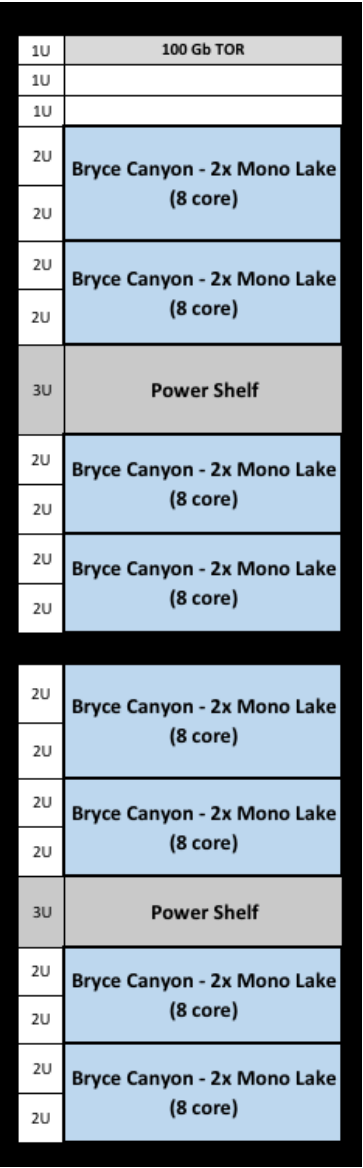 1U 100 Gb TOR
1U
1U
2U
Bryce Canyon - 2x Mono Lake
(8 core)
2U
2U
Bryce Canyon - 2x Mono Lake
(8 core)
2U
3U Power Shelf
2U
Bryce Canyon - 2x Mono Lake
(8 core)
2U
2U
Bryce Canyon - 2x Mono Lake
(8 core)
2U
2U
Bryce Canyon - 2x Mono Lake
(8 core)
2U
2U
Bryce Canyon - 2x Mono Lake
(8 core)
2U
3U Power Shelf
2U
Bryce Canyon - 2x Mono Lake
(8 core)
2U
2U
Bryce Canyon - 2x Mono Lake
(8 core)
2U